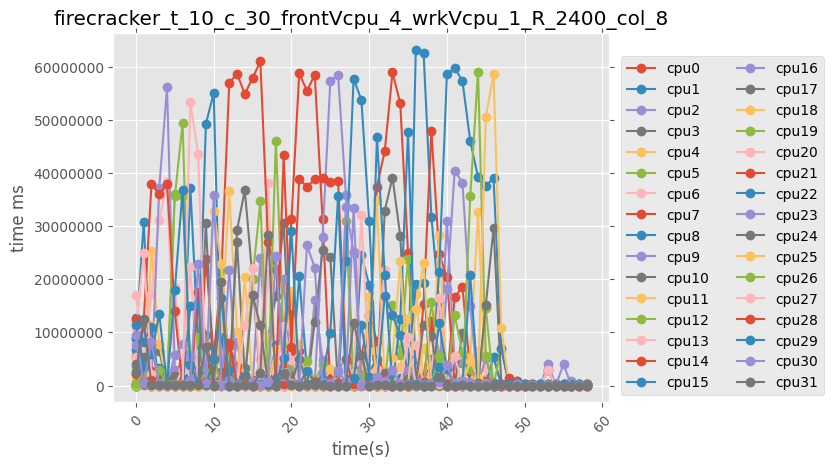 firecracker_t_10_c_30_frontVcpu_4_wrkVcpu_1_R_2400_col_8
time ms
60000000
50000000
40000000
30000000
20000000
10000000
0
0
10
20
30
40
50
60
time(s)
cpu0
cpu1
cpu2
cpu3
cpu4
cpu5
cpu6
cpu7
cpu8
cpu9
cpu10
cpu11
cpu12
cpu13
cpu14
cpu15
cpu16
cpu17
cpu18
cpu19
cpu20
cpu21
cpu22
cpu23
cpu24
cpu25
cpu26
cpu27
cpu28
cpu29
cpu30
cpu31